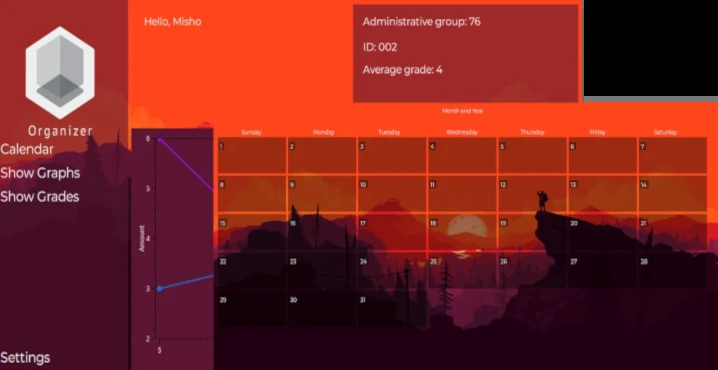 Hello, Misho
Administrative group: 76
ID: 002
Average grade: 4
Organizer
Calendar
Show Graphs
Show Grades
Settings
Month and Year
Sunday Monday Tuesday Wednesday Thursday Friday Saturday
1 2 3 4 5 6 7
8 9 10 11 12 13 14
15 16 17 18 19 20 21
22 23 24 25 26 27 28
29 30 31
Amount
6
5
4
3
2
5